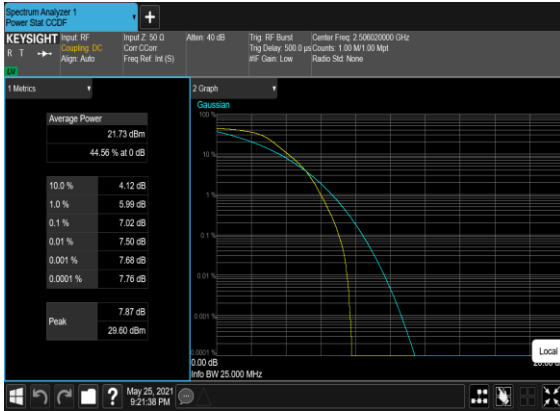 Spectrum Analyzer 1
Power Stat CCDF
+
KEYSIGHT
R T
Input: RF
Coupling: DC
Align: Auto
Input Z: 50 Ω
Corr CCorr
Freq Ref: Int (S)
Atten: 40 dB
Trig: RF Burst
Trig Delay: 500.0 µs
#IF Gain: Low
Center Freq: 2.506020000 GHz
Counts: 1.00 M/1.00 Mpt
Radio Std: None
1 Metrics
Average Power
21.73 dBm
44.56 % at 0 dB
10.0 % 4.12 dB
1.0 % 5.99 dB
0.1 % 7.02 dB
0.01 % 7.50 dB
0.001 % 7.68 dB
0.0001 % 7.76 dB
Peak 7.87 dB
29.60 dBm
2 Graph
Gaussian
100 %
10 %
1 %
0.1 %
0.01 %
0.001 %
0.0001 %
0.00 dB
Info BW 25.000 MHz
Local
?
May 25, 2021
9:21:38 PM